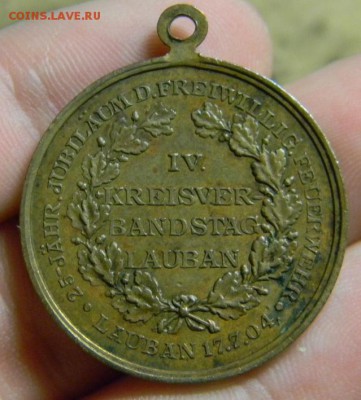 COINS.LAVE.RU
· 25-JÄHR. JUBILÄUM D. FREIWILLIG. FEUERWEHR ·
IV.
KREISVER-
BANDSTAG
LAUBAN
LAUBAN 17.7.04.